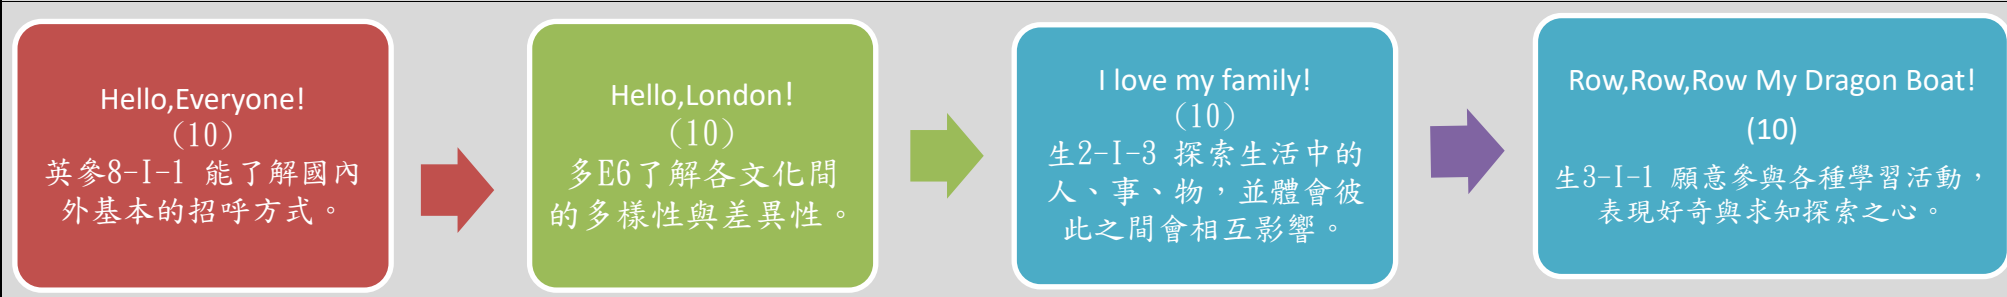 Hello,Everyone!
(10)
英參8-I-1 能了解國內
外基本的招呼方式。
Hello,London!
(10)
多E6了解各文化間
的多樣性與差異性。
I love my family!
(10)
生2-I-3 探索生活中的
人、事、物，並體會彼
此之間會相互影響。
Row,Row,Row My Dragon Boat!
(10)
生3-I-1 願意參與各種學習活動，
表現好奇與求知探索之心。